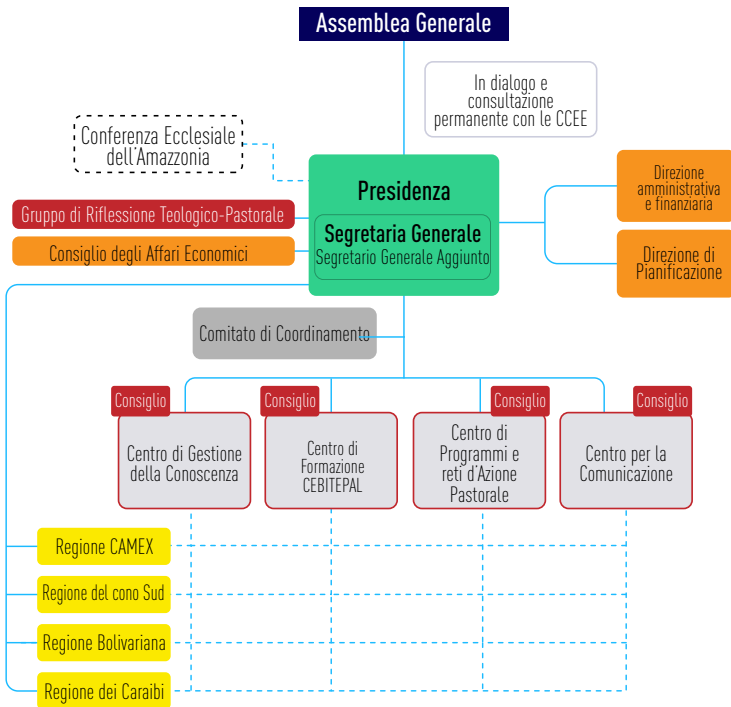 Assemblea Generale
In dialogo e
consultazione
permanente con le CCEE
Conferenza Ecclesiale
dell'Amazzonia
Presidenza
Segretaria Generale
Segretario Generale Aggiunto
Gruppo di Riflessione Teologico-Pastorale
Consiglio degli Affari Economici
Direzione
amministrativa
e finanziaria
Direzione di
Pianificazione
Comitato di Coordinamento
Consiglio
Centro di Gestione
della Conoscenza
Consiglio
Centro di
Formazione
CEBITEPAL
Consiglio
Centro di
Programmi e
reti d'Azione
Pastorale
Consiglio
Centro per la
Comunicazione
Regione CAMEX
Regione del cono Sud
Regione Bolivariana
Regione dei Caraibi